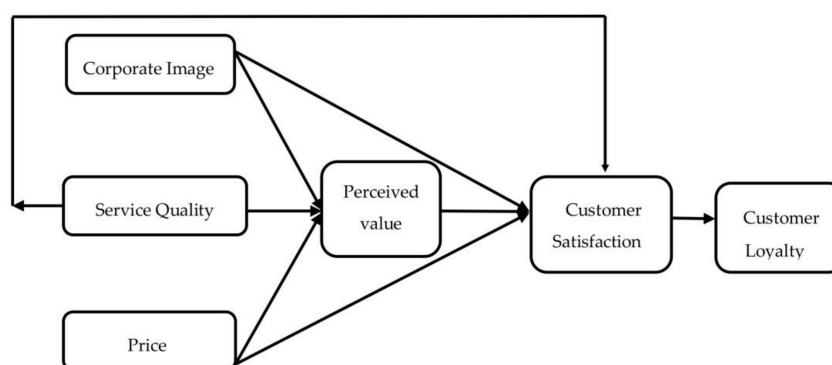 Corporate Image
Service Quality
Perceived
value
Customer
Satisfaction
Customer
Loyalty
Price